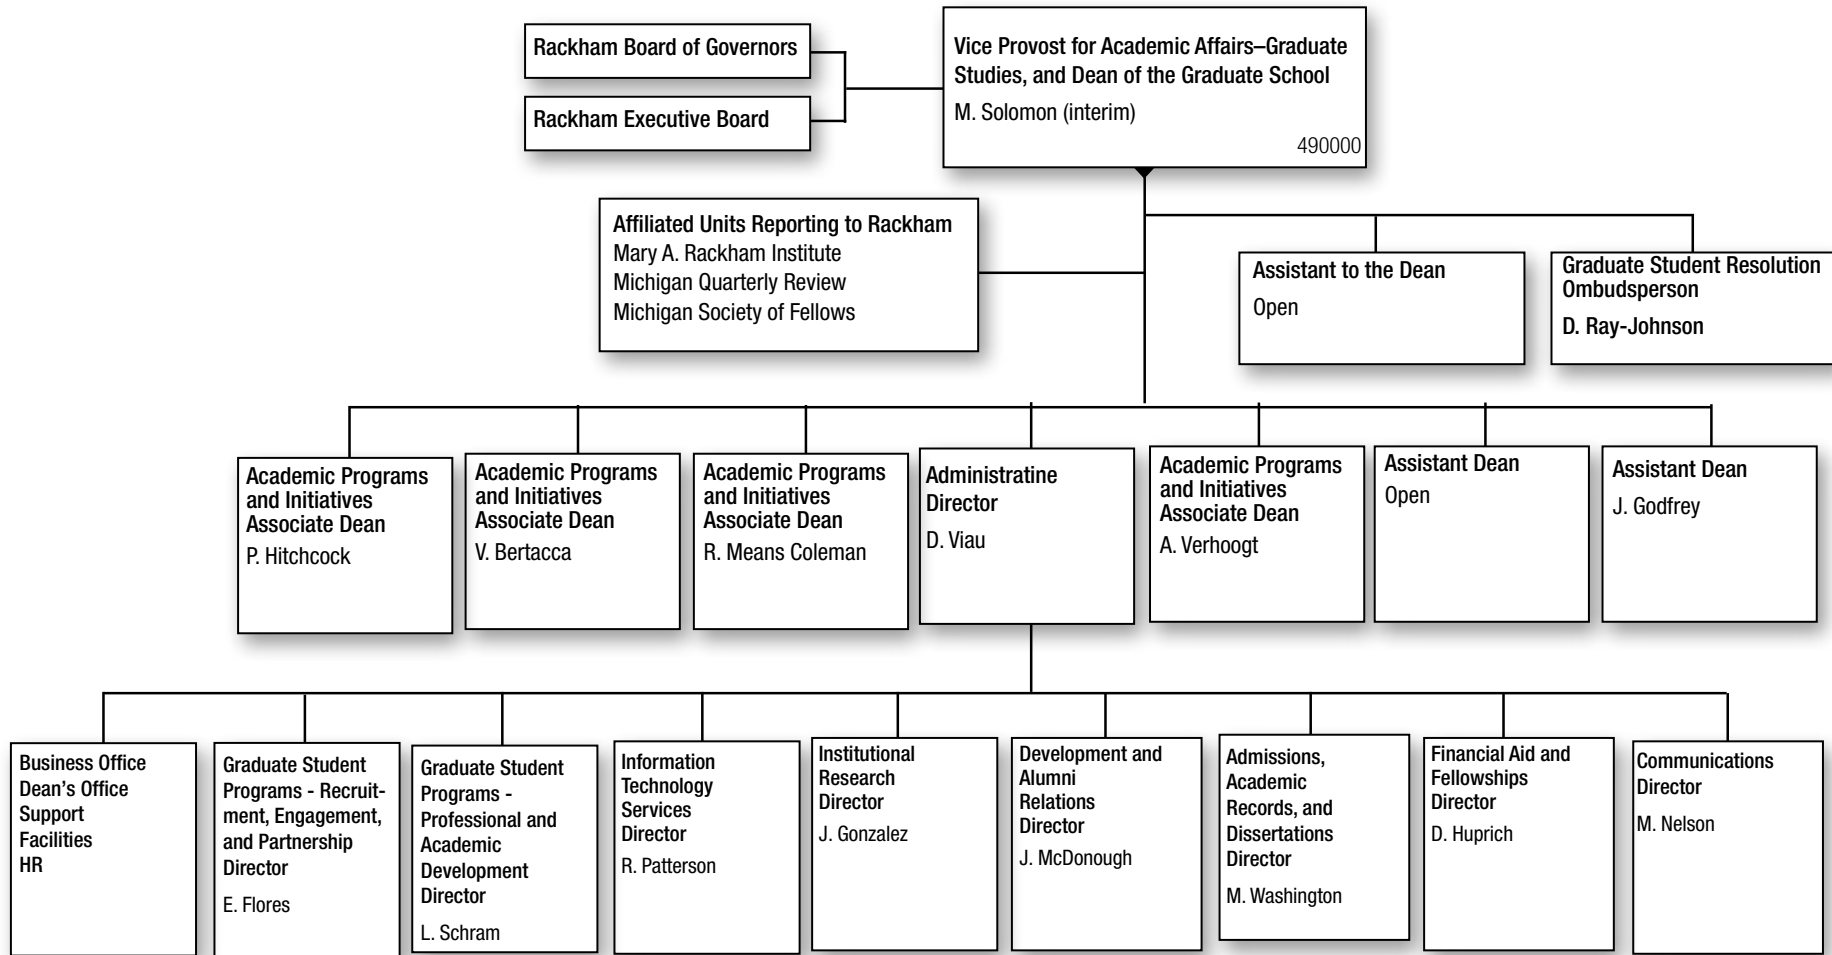 Rackham Board of Governors
Rackham Executive Board
Vice Provost for Academic Affairs–Graduate
Studies, and Dean of the Graduate School
M. Solomon (interim)
490000
Affiliated Units Reporting to Rackham
Mary A. Rackham Institute
Michigan Quarterly Review
Michigan Society of Fellows
Assistant to the Dean
Open
Graduate Student Resolution
Ombudsperson
D. Ray-Johnson
Academic Programs
and Initiatives
Associate Dean
P. Hitchcock
Academic Programs
and Initiatives
Associate Dean
V. Bertacca
Academic Programs
and Initiatives
Associate Dean
R. Means Coleman
Administratine
Director
D. Viau
Academic Programs
and Initiatives
Associate Dean
A. Verhoogt
Assistant Dean
Open
Assistant Dean
J. Godfrey
Business Office
Dean’s Office
Support
Facilities
HR
Graduate Student
Programs - Recruit-
ment, Engagement,
and Partnership
Director
E. Flores
Graduate Student
Programs -
Professional and
Academic
Development
Director
L. Schram
Information
Technology
Services
Director
R. Patterson
Institutional
Research
Director
J. Gonzalez
Development and
Alumni
Relations
Director
J. McDonough
Admissions,
Academic
Records, and
Dissertations
Director
M. Washington
Financial Aid and
Fellowships
Director
D. Huprich
Communications
Director
M. Nelson